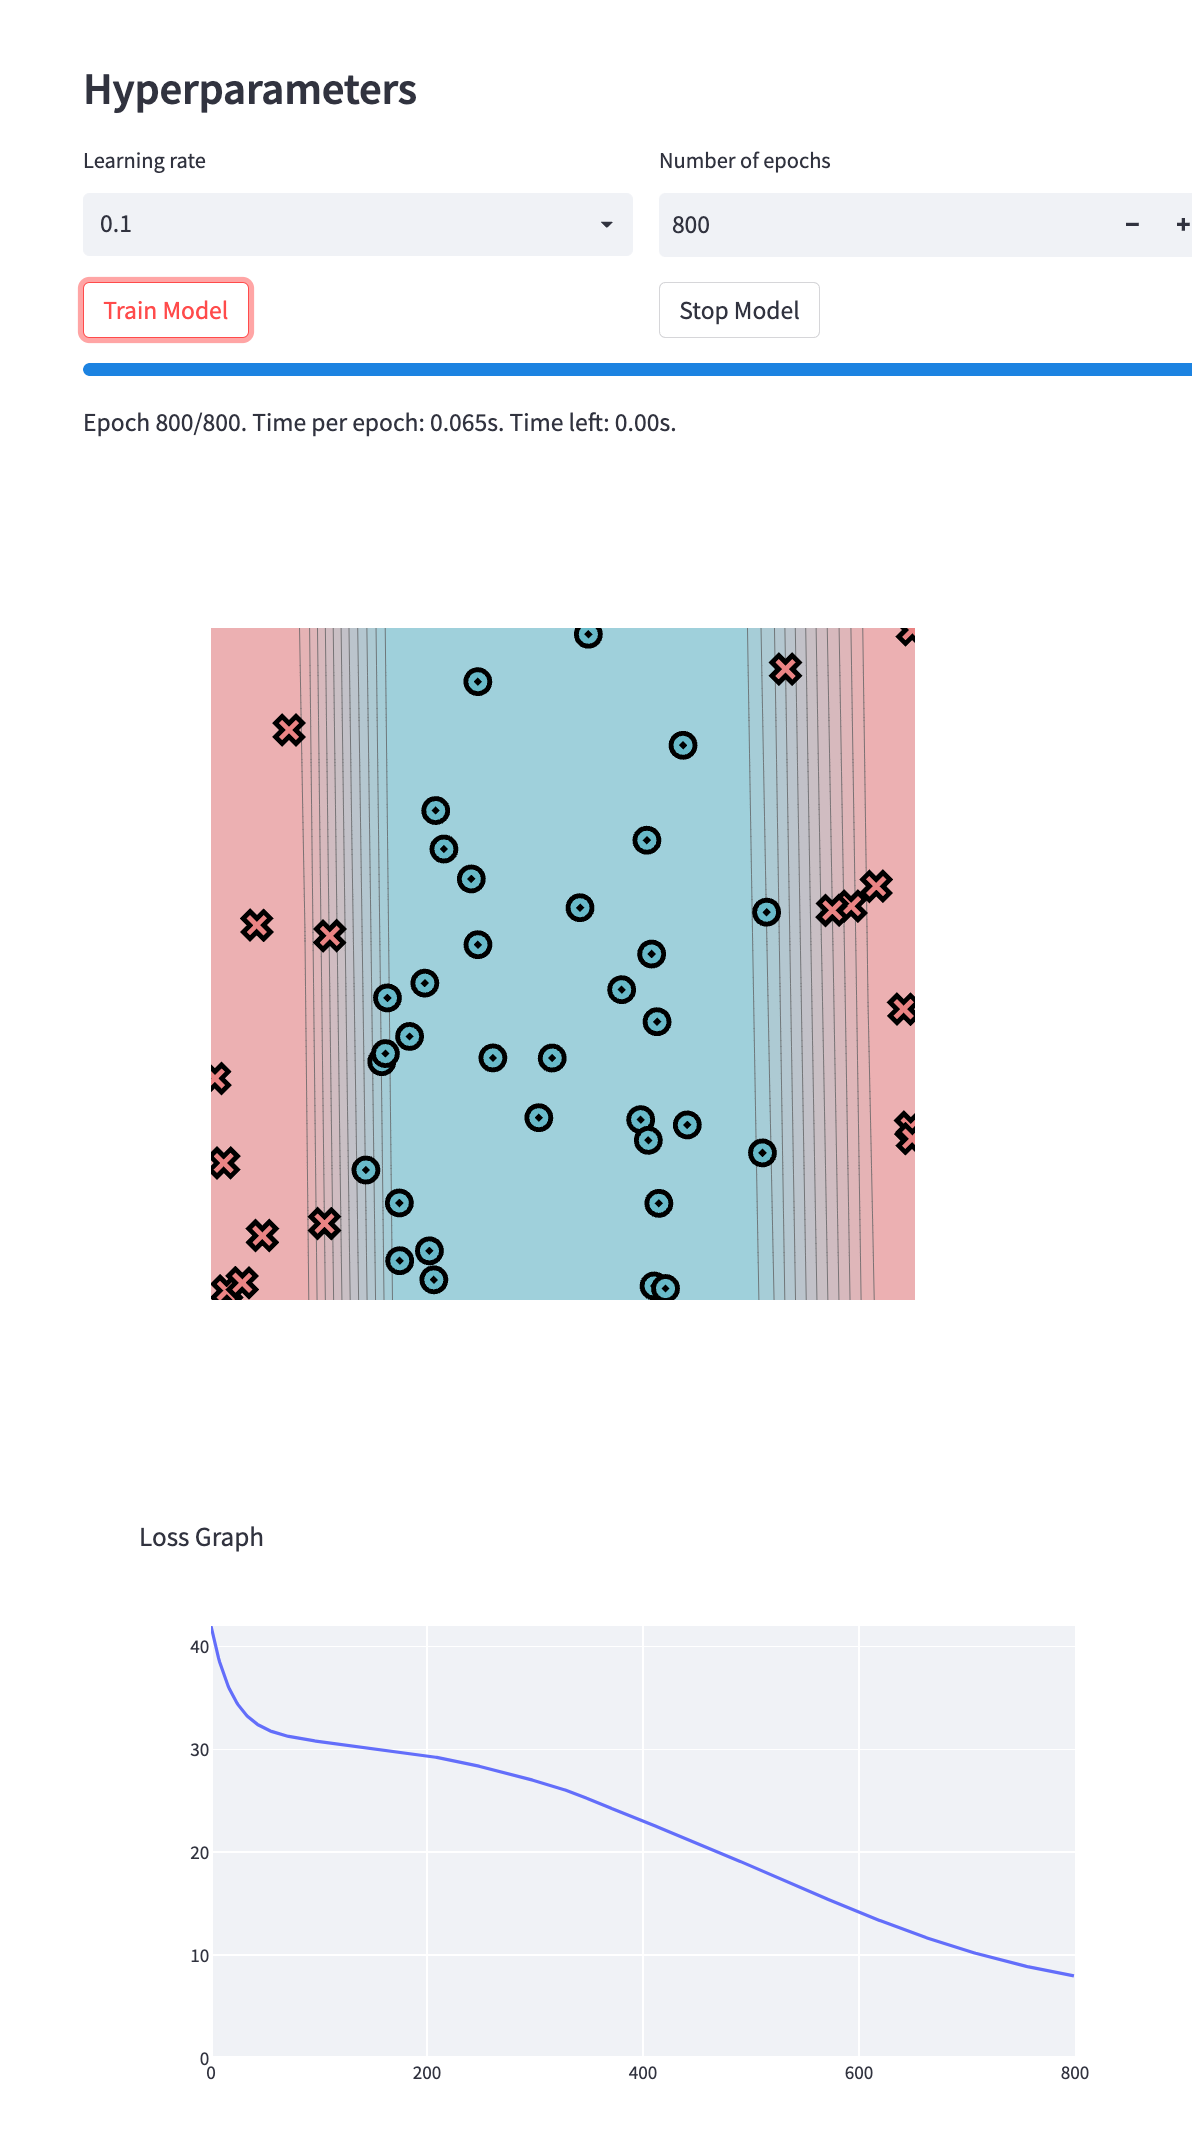 Hyperparameters
Learning rate
Number of epochs
0.1
800
Train Model
Stop Model
Epoch 800/800. Time per epoch: 0.065s. Time left: 0.00s.
Loss Graph
40
30
20
10
0
0 200 400 600 800